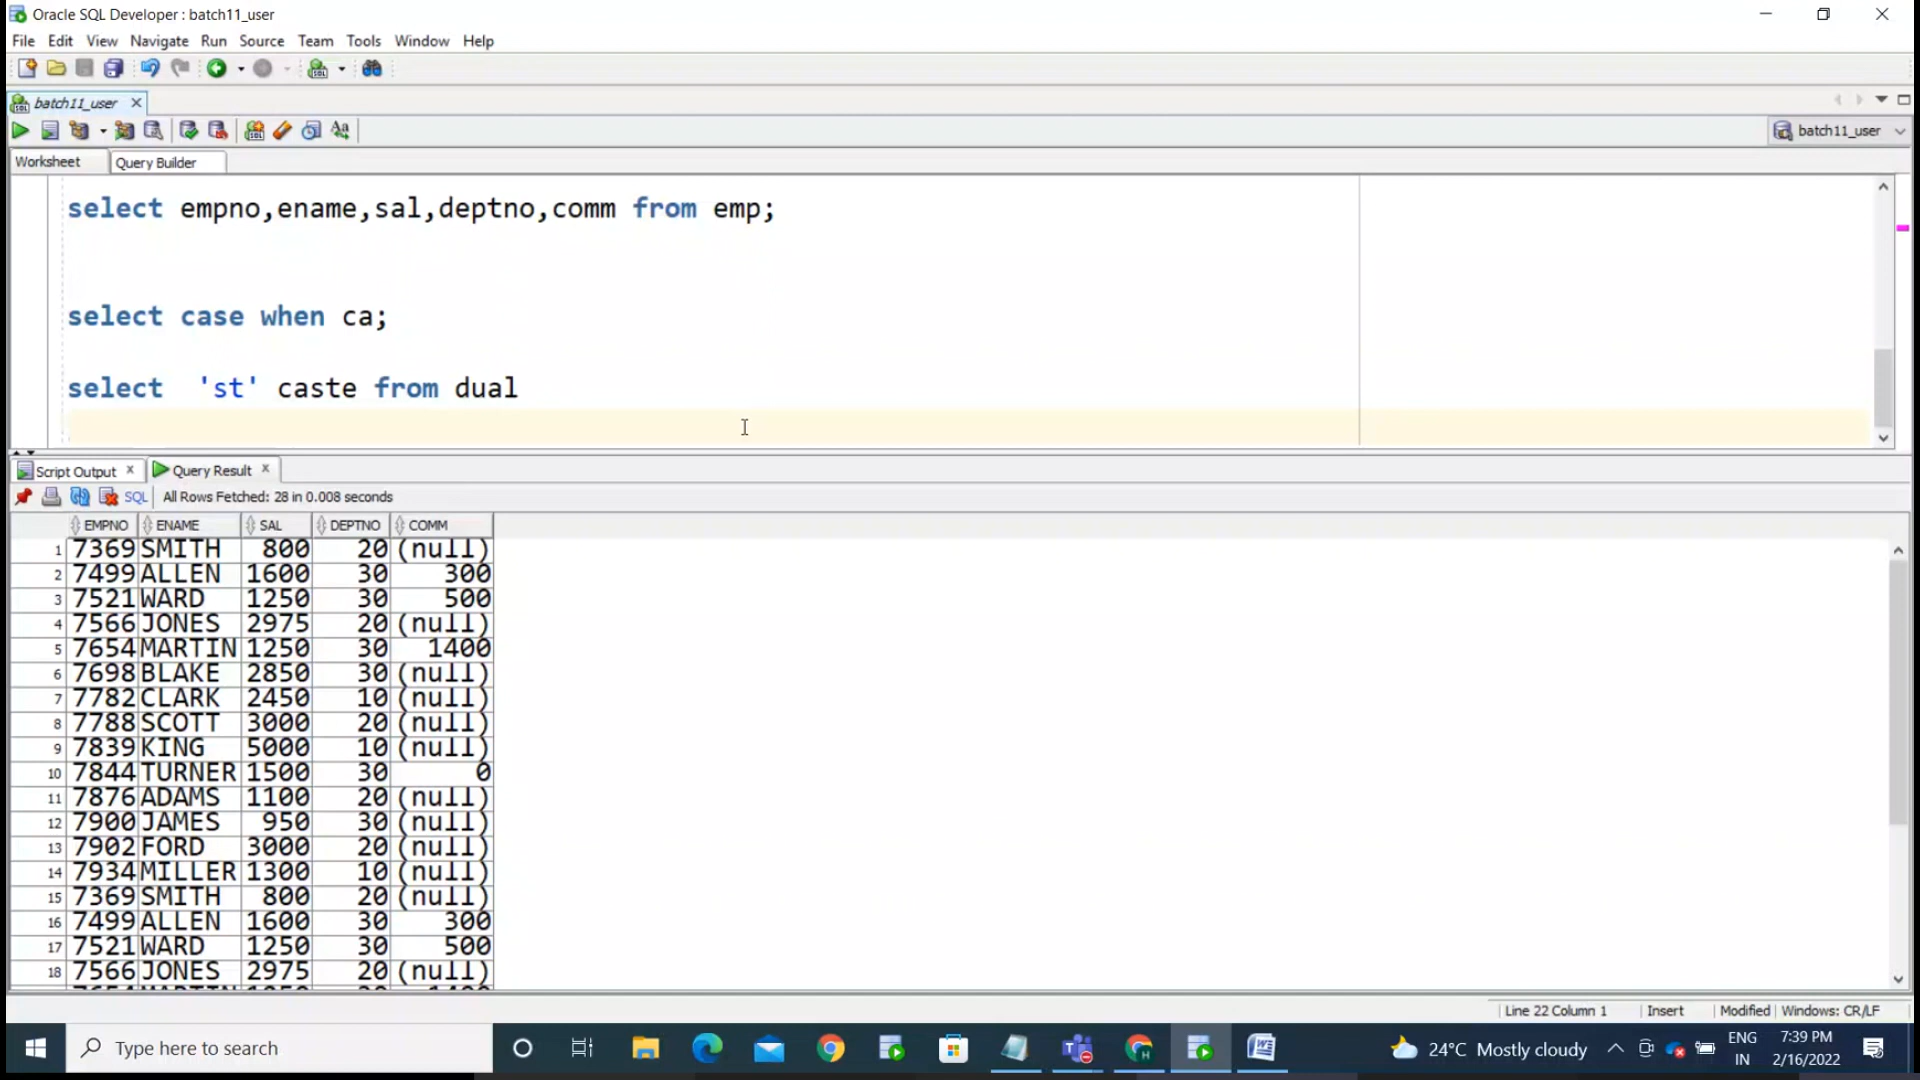 Oracle SQL Developer : batch11_user
File Edit View Navigate Run Source Team Tools Window Help
batch11_user
batch11_user
Worksheet Query Builder
select empno,ename,sal,deptno,comm from emp;
select case when ca;
select 'st' caste from dual
Script Output Query Result
SQL All Rows Fetched: 28 in 0.008 seconds
EMPNO ENAME SAL DEPTNO COMM
1 7369 SMITH 800 20 (null)
2 7499 ALLEN 1600 30 300
3 7521 WARD 1250 30 500
4 7566 JONES 2975 20 (null)
5 7654 MARTIN 1250 30 1400
6 7698 BLAKE 2850 30 (null)
7 7782 CLARK 2450 10 (null)
8 7788 SCOTT 3000 20 (null)
9 7839 KING 5000 10 (null)
10 7844 TURNER 1500 30 0
11 7876 ADAMS 1100 20 (null)
12 7900 JAMES 950 30 (null)
13 7902 FORD 3000 20 (null)
14 7934 MILLER 1300 10 (null)
15 7369 SMITH 800 20 (null)
16 7499 ALLEN 1600 30 300
17 7521 WARD 1250 30 500
18 7566 JONES 2975 20 (null)
Line 22 Column 1 Insert Modified Windows: CR/LF
Type here to search
24°C Mostly cloudy
ENG
IN
7:39 PM
2/16/2022